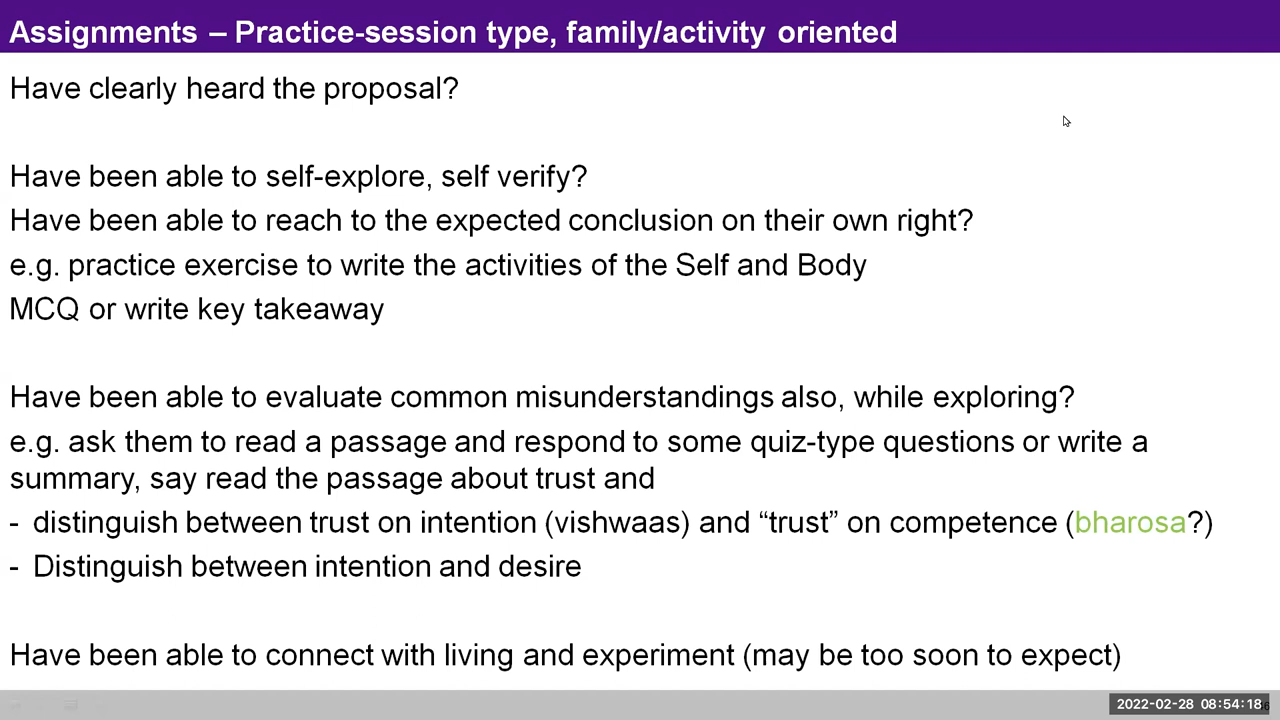 Assignments – Practice-session type, family/activity oriented
Have clearly heard the proposal?
Have been able to self-explore, self verify?
Have been able to reach to the expected conclusion on their own right?
e.g. practice exercise to write the activities of the Self and Body
MCQ or write key takeaway
Have been able to evaluate common misunderstandings also, while exploring?
e.g. ask them to read a passage and respond to some quiz-type questions or write a
summary, say read the passage about trust and
- distinguish between trust on intention (vishwaas) and “trust” on competence (bharosa?)
- Distinguish between intention and desire
Have been able to connect with living and experiment (may be too soon to expect)
2022-02-28 08:54:18